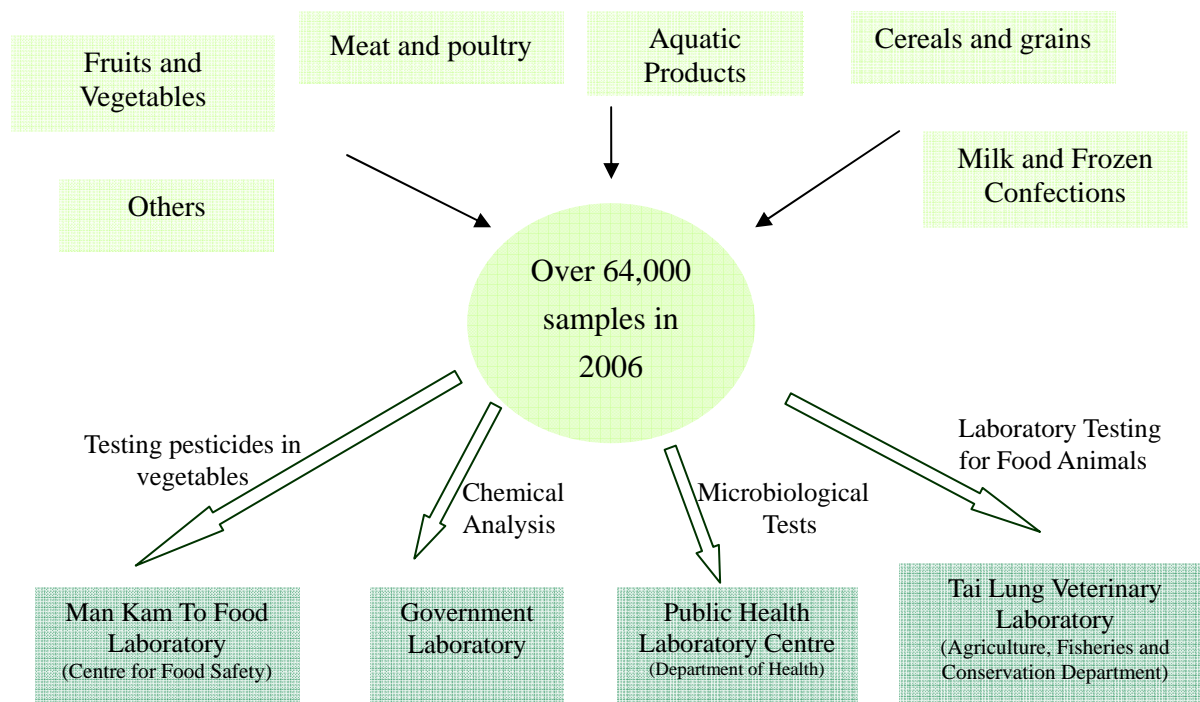 Fruits and
Vegetables
Meat and poultry
Aquatic
Products
Cereals and grains
Others
Milk and Frozen
Confections
Over 64,000
samples in
2006
Testing pesticides in
vegetables
Chemical
Analysis
Microbiological
Tests
Laboratory Testing
for Food Animals
Man Kam To Food
Laboratory
(Centre for Food Safety)
Government
Laboratory
Public Health
Laboratory Centre
(Department of Health)
Tai Lung Veterinary
Laboratory
(Agriculture, Fisheries and
Conservation Department)